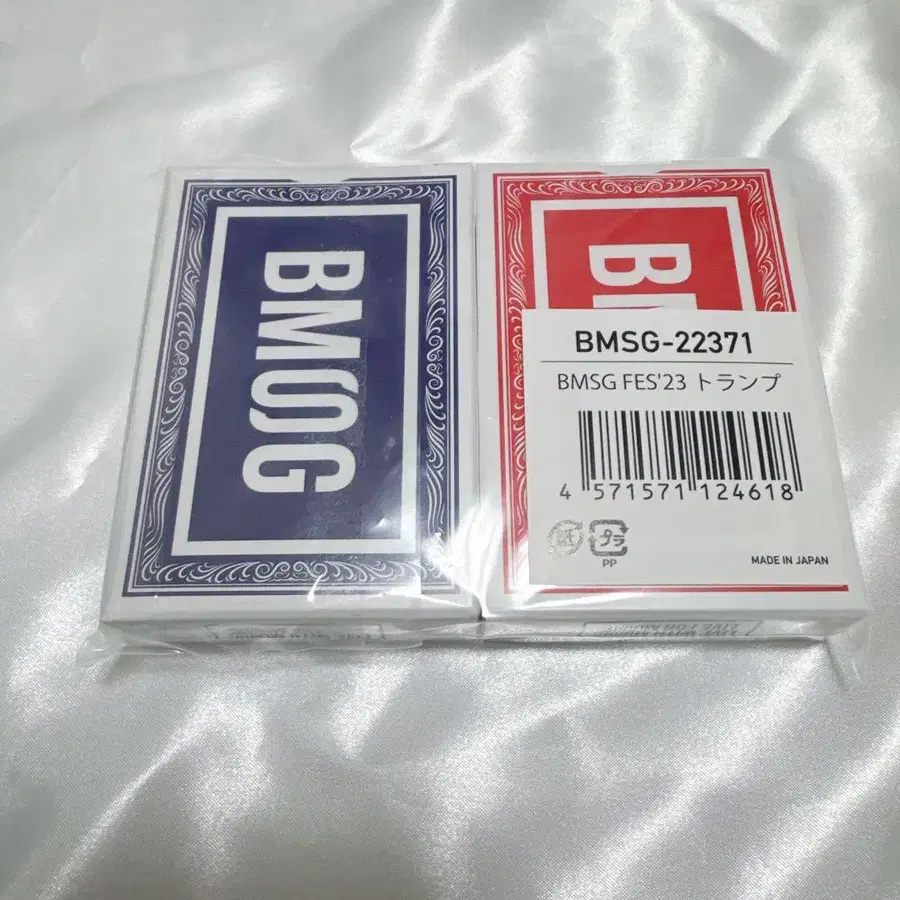 BMSG
BM
BMSG-22371
BMSG FES'23 トランプ
4 571571 124618
紙
プラ
PP
MADE IN JAPAN